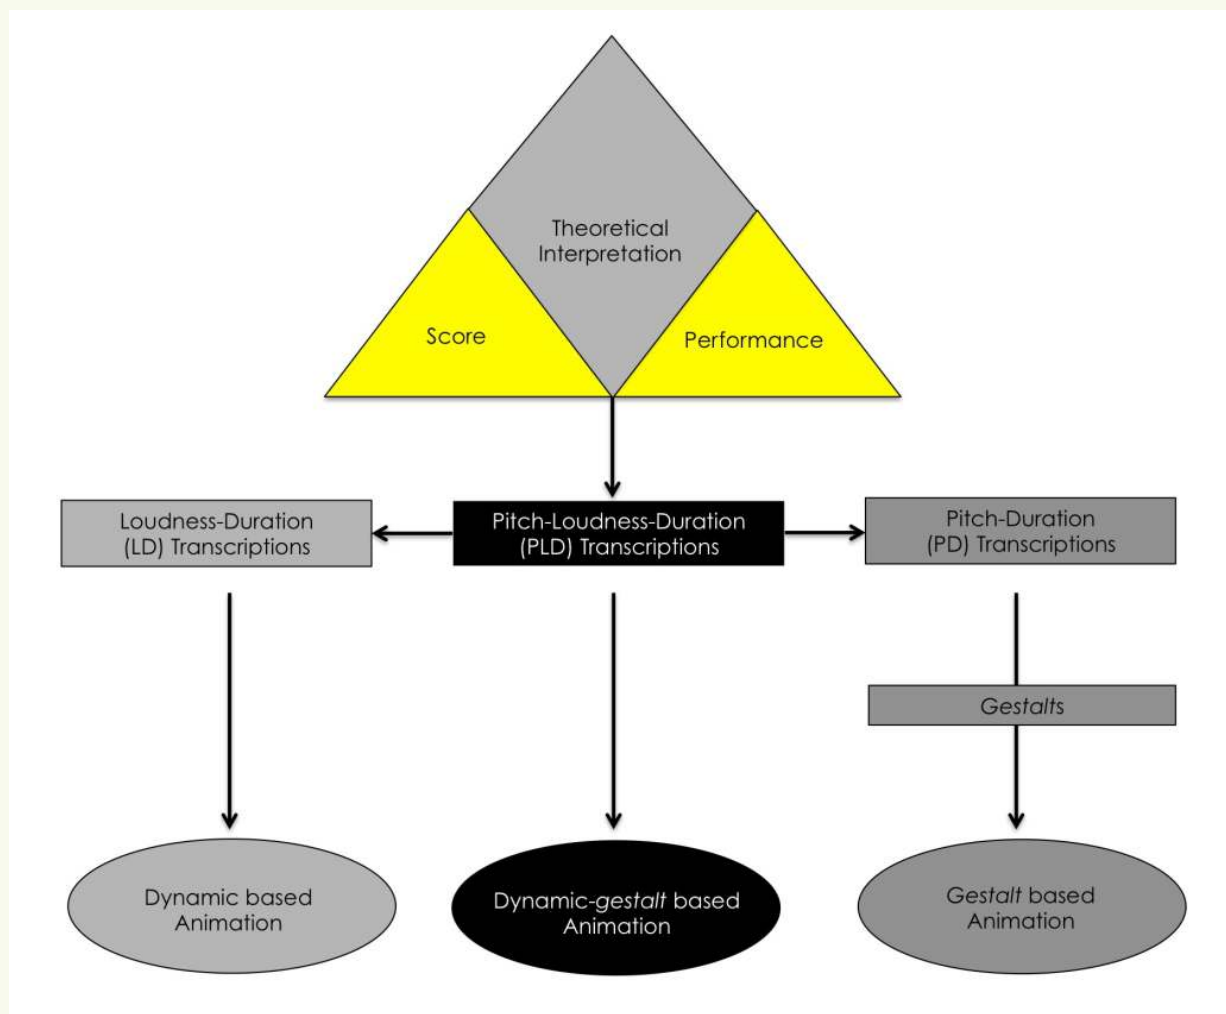 Theoretical
Interpretation
Score
Performance
Loudness-Duration
(LD) Transcriptions
Pitch-Loudness-Duration
(PLD) Transcriptions
Pitch-Duration
(PD) Transcriptions
Gestalts
Dynamic based
Animation
Dynamic-gestalt based
Animation
Gestalt based
Animation